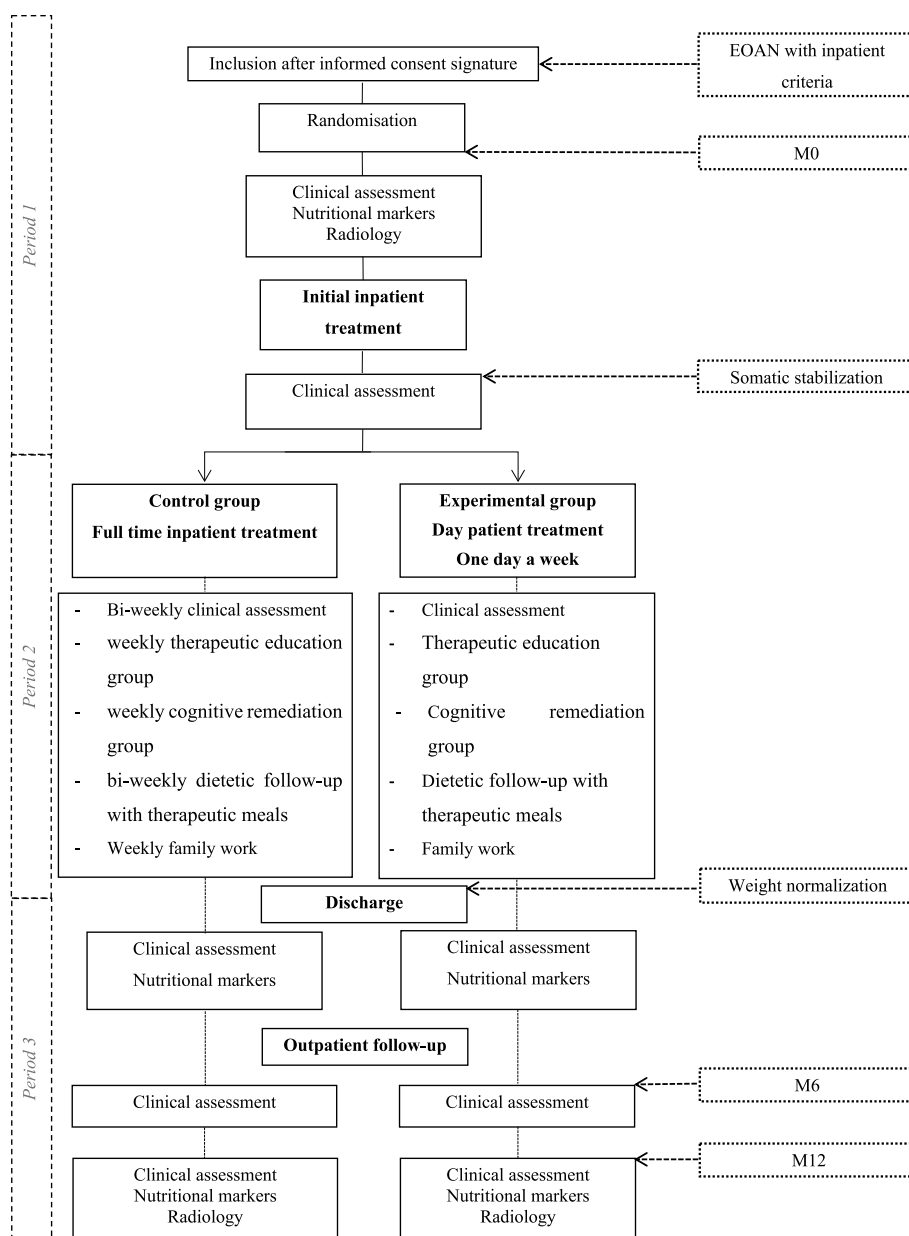 EOAN with inpatient
criteria
Inclusion after informed consent signature
Randomisation
M0
Period 1
Clinical assessment
Nutritional markers
Radiology
Initial inpatient
treatment
Somatic stabilization
Clinical assessment
Period 2
Control group
Full time inpatient treatment
Experimental group
Day patient treatment
One day a week
- Bi-weekly clinical assessment
- weekly therapeutic education
group
- weekly cognitive remediation
group
- bi-weekly dietetic follow-up
with therapeutic meals
- Weekly family work
- Clinical assessment
- Therapeutic education
group
- Cognitive remediation
group
- Dietetic follow-up with
therapeutic meals
- Family work
Weight normalization
Discharge
Period 3
Clinical assessment
Nutritional markers
Clinical assessment
Nutritional markers
Outpatient follow-up
M6
Clinical assessment
Clinical assessment
M12
Clinical assessment
Nutritional markers
Radiology
Clinical assessment
Nutritional markers
Radiology